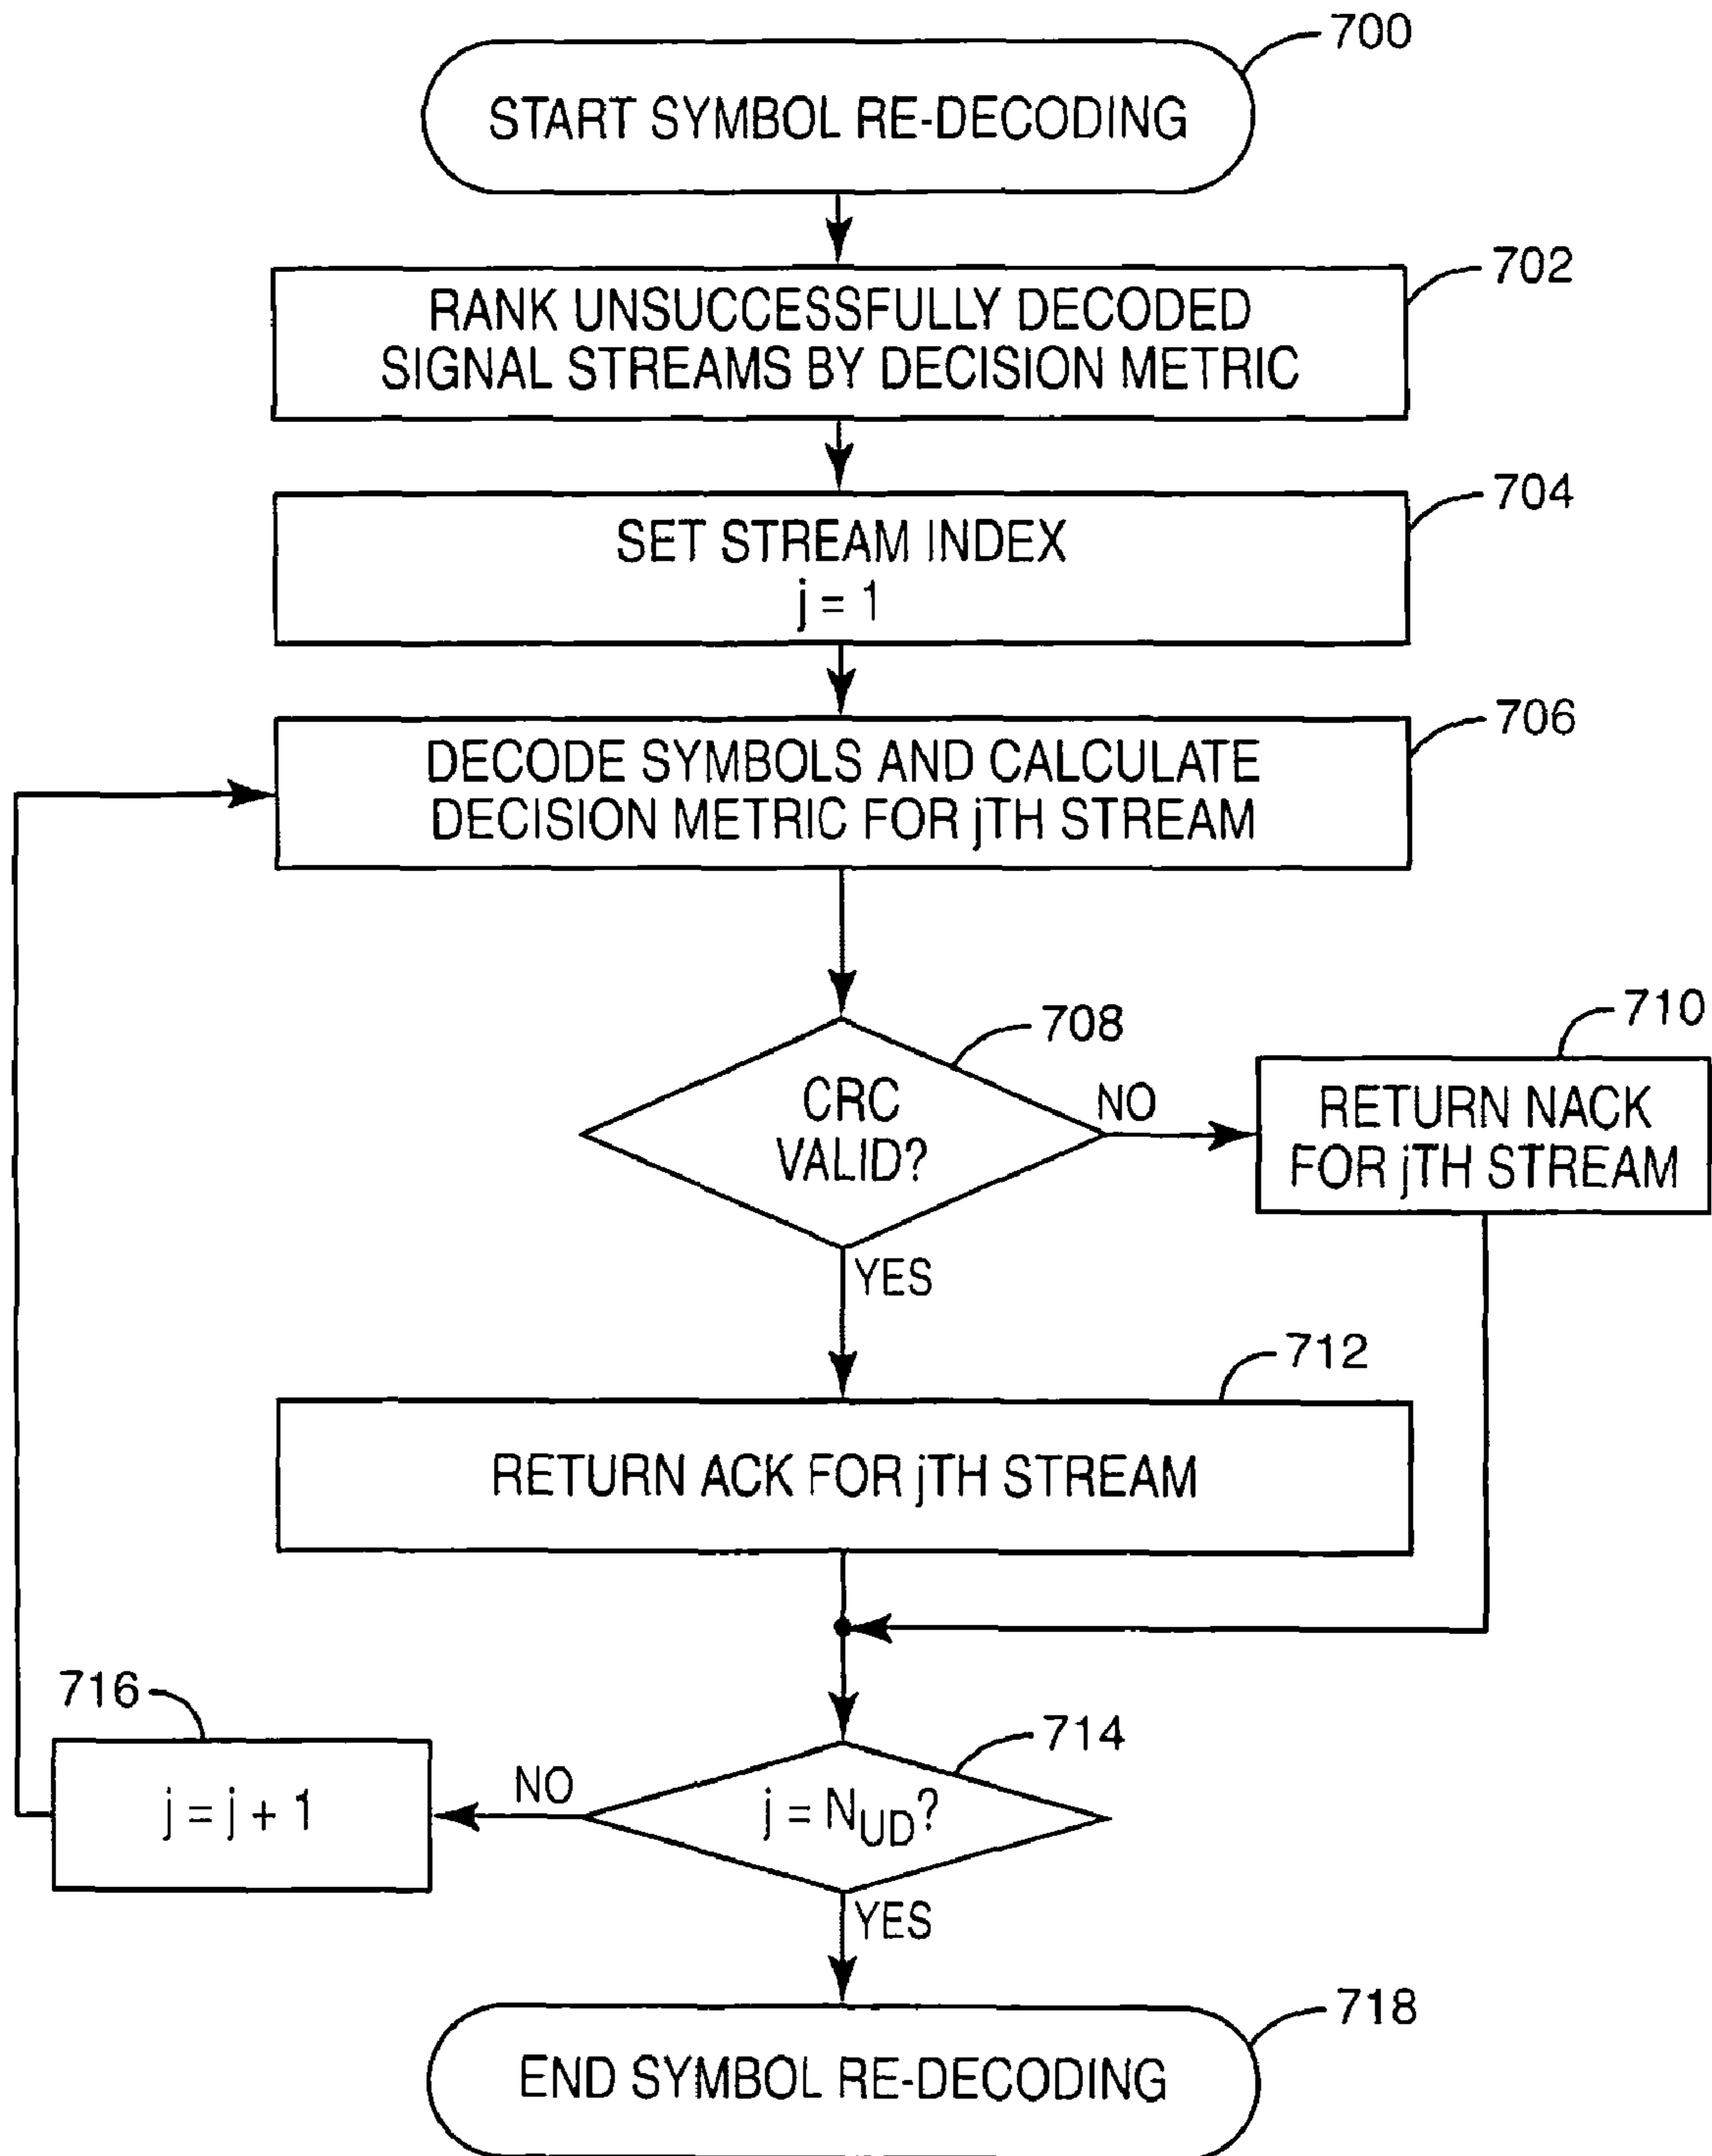 700
START SYMBOL RE-DECODING
702
RANK UNSUCCESSFULLY DECODED
SIGNAL STREAMS BY DECISION METRIC
704
SET STREAM INDEX
j = 1
706
DECODE SYMBOLS AND CALCULATE
DECISION METRIC FOR jTH STREAM
708
CRC
VALID?
NO
710
RETURN NACK
FOR jTH STREAM
YES
712
RETURN ACK FOR jTH STREAM
716
j = j + 1
NO
714
j = NUD?
YES
718
END SYMBOL RE-DECODING